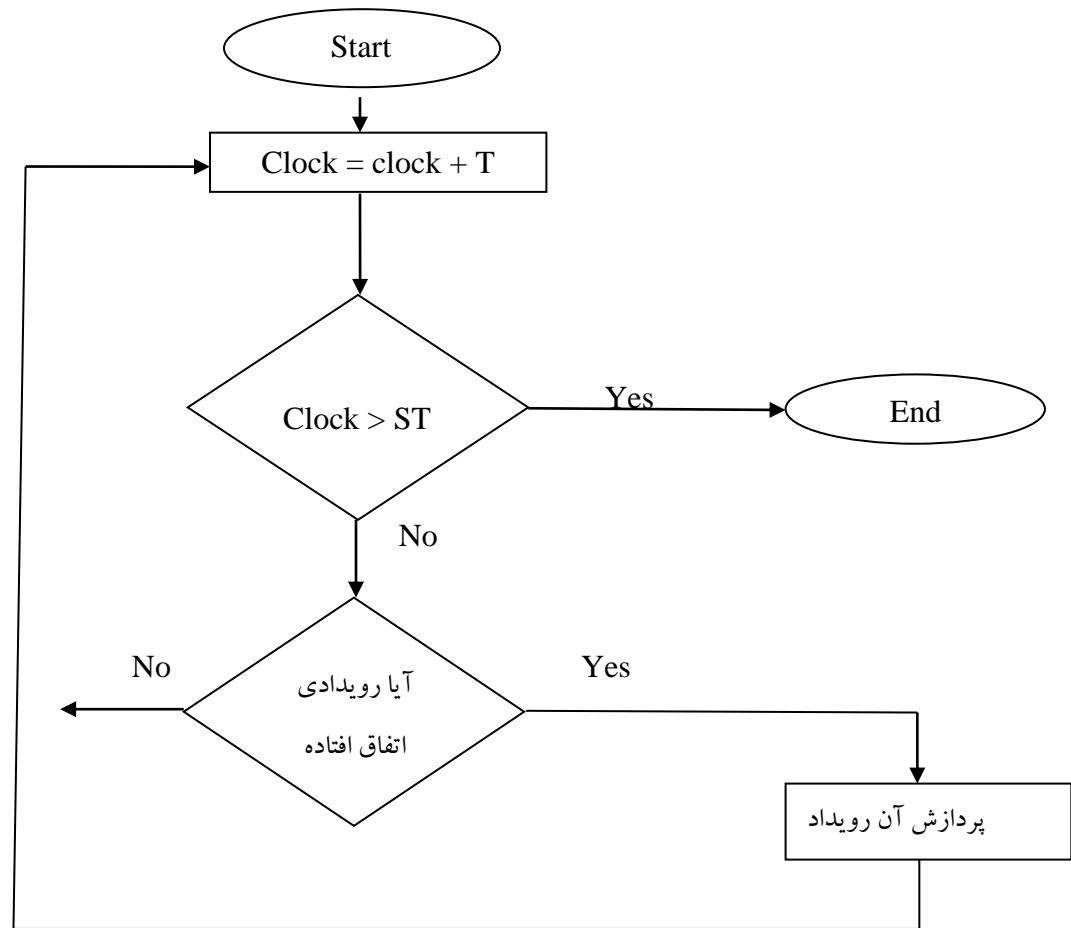 Start
Clock = clock + T
Clock > ST
Yes
End
No
No
آیا رویدادی
اتفاق افتاده
Yes
پردازش آن رویداد